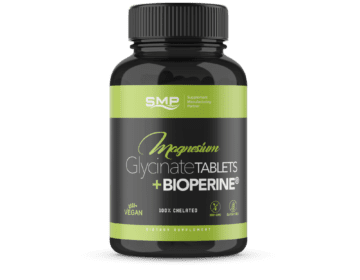 SMP
Magnesium
Glycinate TABLETS
+BIOPERINE®
VEGAN
100% CHELATED
DIETARY SUPPLEMENT